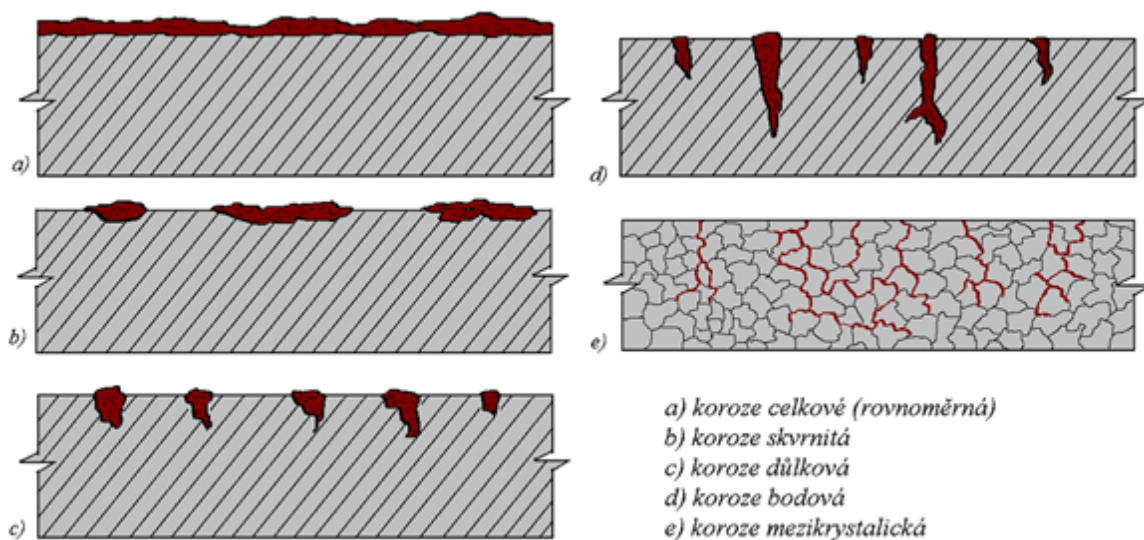 a)
b)
c)
d)
e)
a) koroze celkové (rovnoměrná)
b) koroze skvrnitá
c) koroze důlková
d) koroze bodová
e) koroze mezikrystalická